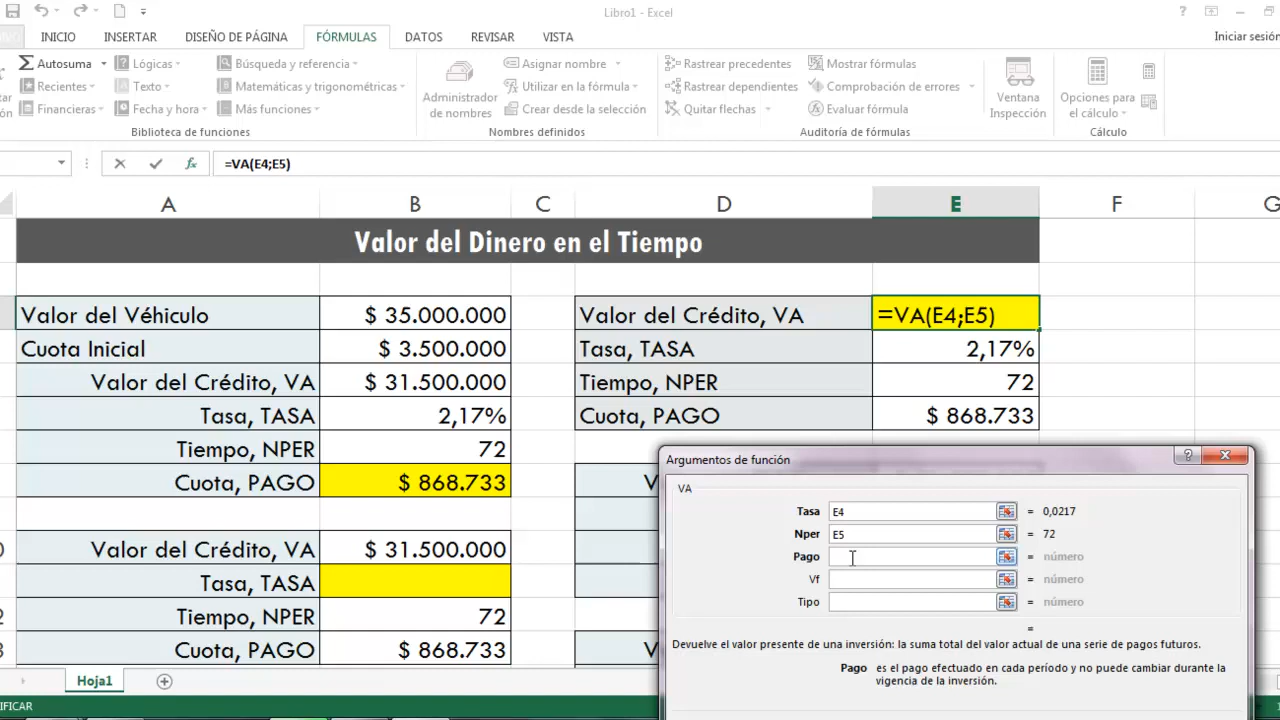 Libro1 - Excel
INICIO INSERTAR DISEÑO DE PÁGINA FÓRMULAS DATOS REVISAR VISTA
Iniciar sesión
Autosuma
Recientes
Financieras
Lógicas
Texto
Fecha y hora
Búsqueda y referencia
Matemáticas y trigonométricas
Más funciones
Biblioteca de funciones
Administrador de nombres
Asignar nombre
Utilizar en la fórmula
Crear desde la selección
Nombres definidos
Rastrear precedentes
Rastrear dependientes
Quitar flechas
Mostrar fórmulas
Comprobación de errores
Evaluar fórmula
Auditoría de fórmulas
Ventana
Inspección
Opciones para
el cálculo
Cálculo
fx =VA(E4;E5)
A B C D E F G
Valor del Dinero en el Tiempo
Valor del Véhiculo $ 35.000.000 Valor del Crédito, VA =VA(E4;E5)
Cuota Inicial $ 3.500.000 Tasa, TASA 2,17%
Valor del Crédito, VA $ 31.500.000 Tiempo, NPER 72
Tasa, TASA 2,17% Cuota, PAGO $ 868.733
Tiempo, NPER 72
Cuota, PAGO $ 868.733
Valor del Crédito, VA $ 31.500.000
Tasa, TASA
Tiempo, NPER 72
Cuota, PAGO $ 868.733
Argumentos de función
VA
Tasa E4 = 0,0217
Nper E5 = 72
Pago = número
Vf = número
Tipo = número
=
Devuelve el valor presente de una inversión: la suma total del valor actual de una serie de pagos futuros.
Pago es el pago efectuado en cada período y no puede cambiar durante la
vigencia de la inversión.
Hoja1